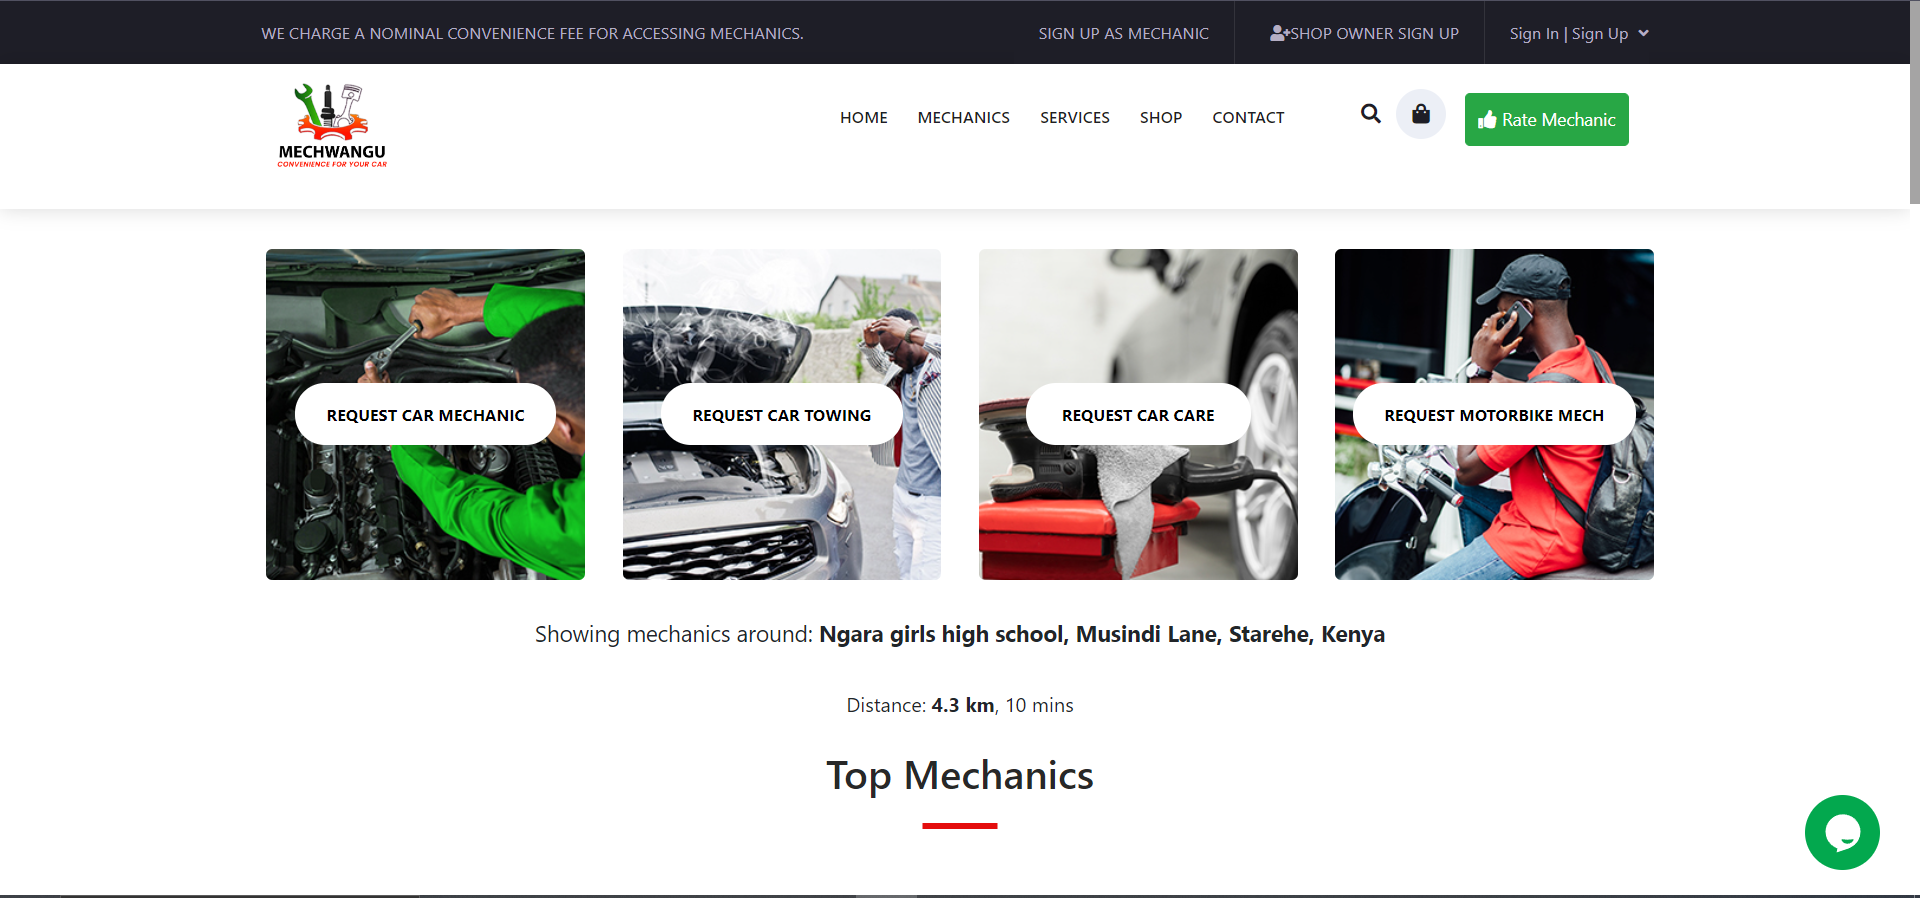 WE CHARGE A NOMINAL CONVENIENCE FEE FOR ACCESSING MECHANICS.
SIGN UP AS MECHANIC
SHOP OWNER SIGN UP
Sign In | Sign Up
MECHWANGU
CONVENIENCE FOR YOUR CAR
HOME
MECHANICS
SERVICES
SHOP
CONTACT
Rate Mechanic
REQUEST CAR MECHANIC
REQUEST CAR TOWING
REQUEST CAR CARE
REQUEST MOTORBIKE MECH
Showing mechanics around: Ngara girls high school, Musindi Lane, Starehe, Kenya
Distance: 4.3 km, 10 mins
Top Mechanics